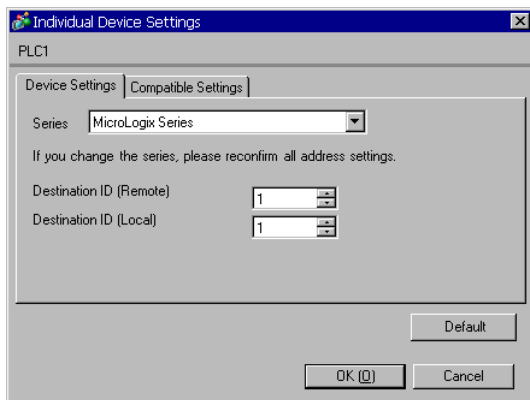 Individual Device Settings
PLC1
Device Settings Compatible Settings
Series MicroLogix Series
If you change the series, please reconfirm all address settings.
Destination ID (Remote) 1
Destination ID (Local) 1
Default
OK (O) Cancel